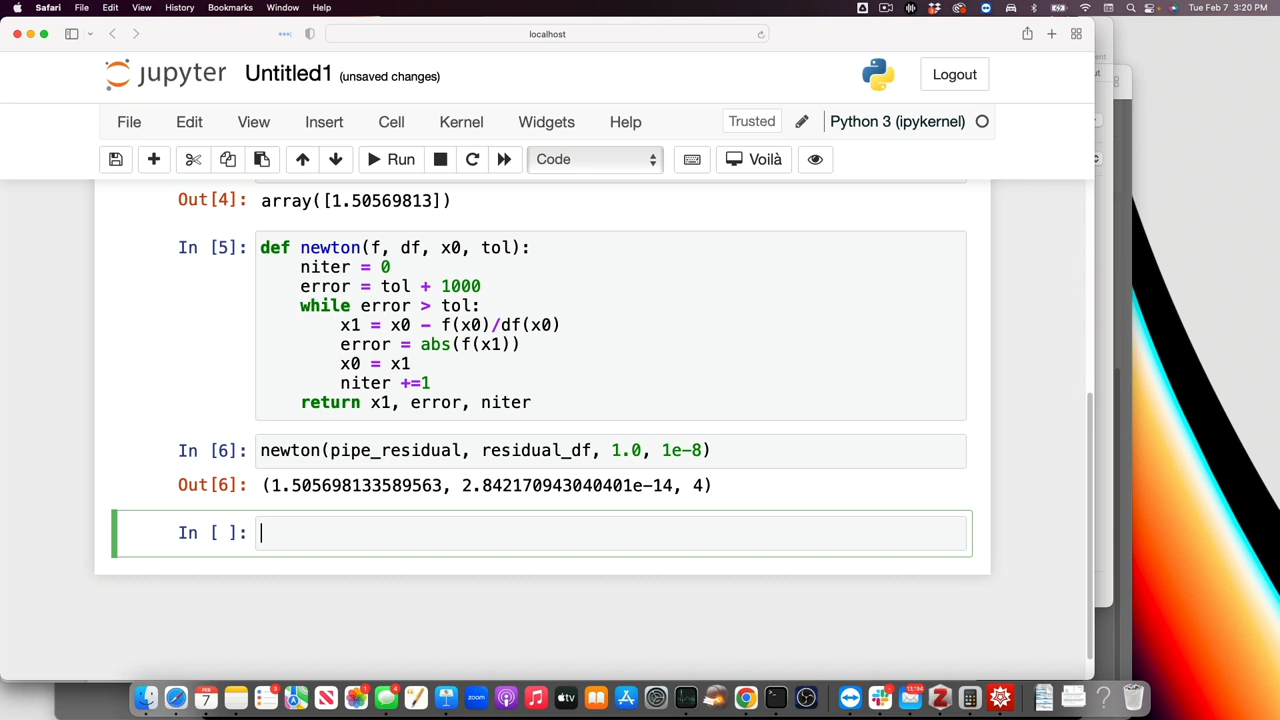 Safari File Edit View History Bookmarks Window Help Tue Feb 7 3:20 PM
localhost
jupyter Untitled1 (unsaved changes) Logout
File Edit View Insert Cell Kernel Widgets Help Trusted Python 3 (ipykernel)
Run Code Voilà
Out[4]: array([1.50569813])
In [5]: def newton(f, df, x0, tol):
niter = 0
error = tol + 1000
while error > tol:
x1 = x0 - f(x0)/df(x0)
error = abs(f(x1))
x0 = x1
niter +=1
return x1, error, niter
In [6]: newton(pipe_residual, residual_df, 1.0, 1e-8)
Out[6]: (1.505698133589563, 2.842170943040401e-14, 4)
In [ ]: